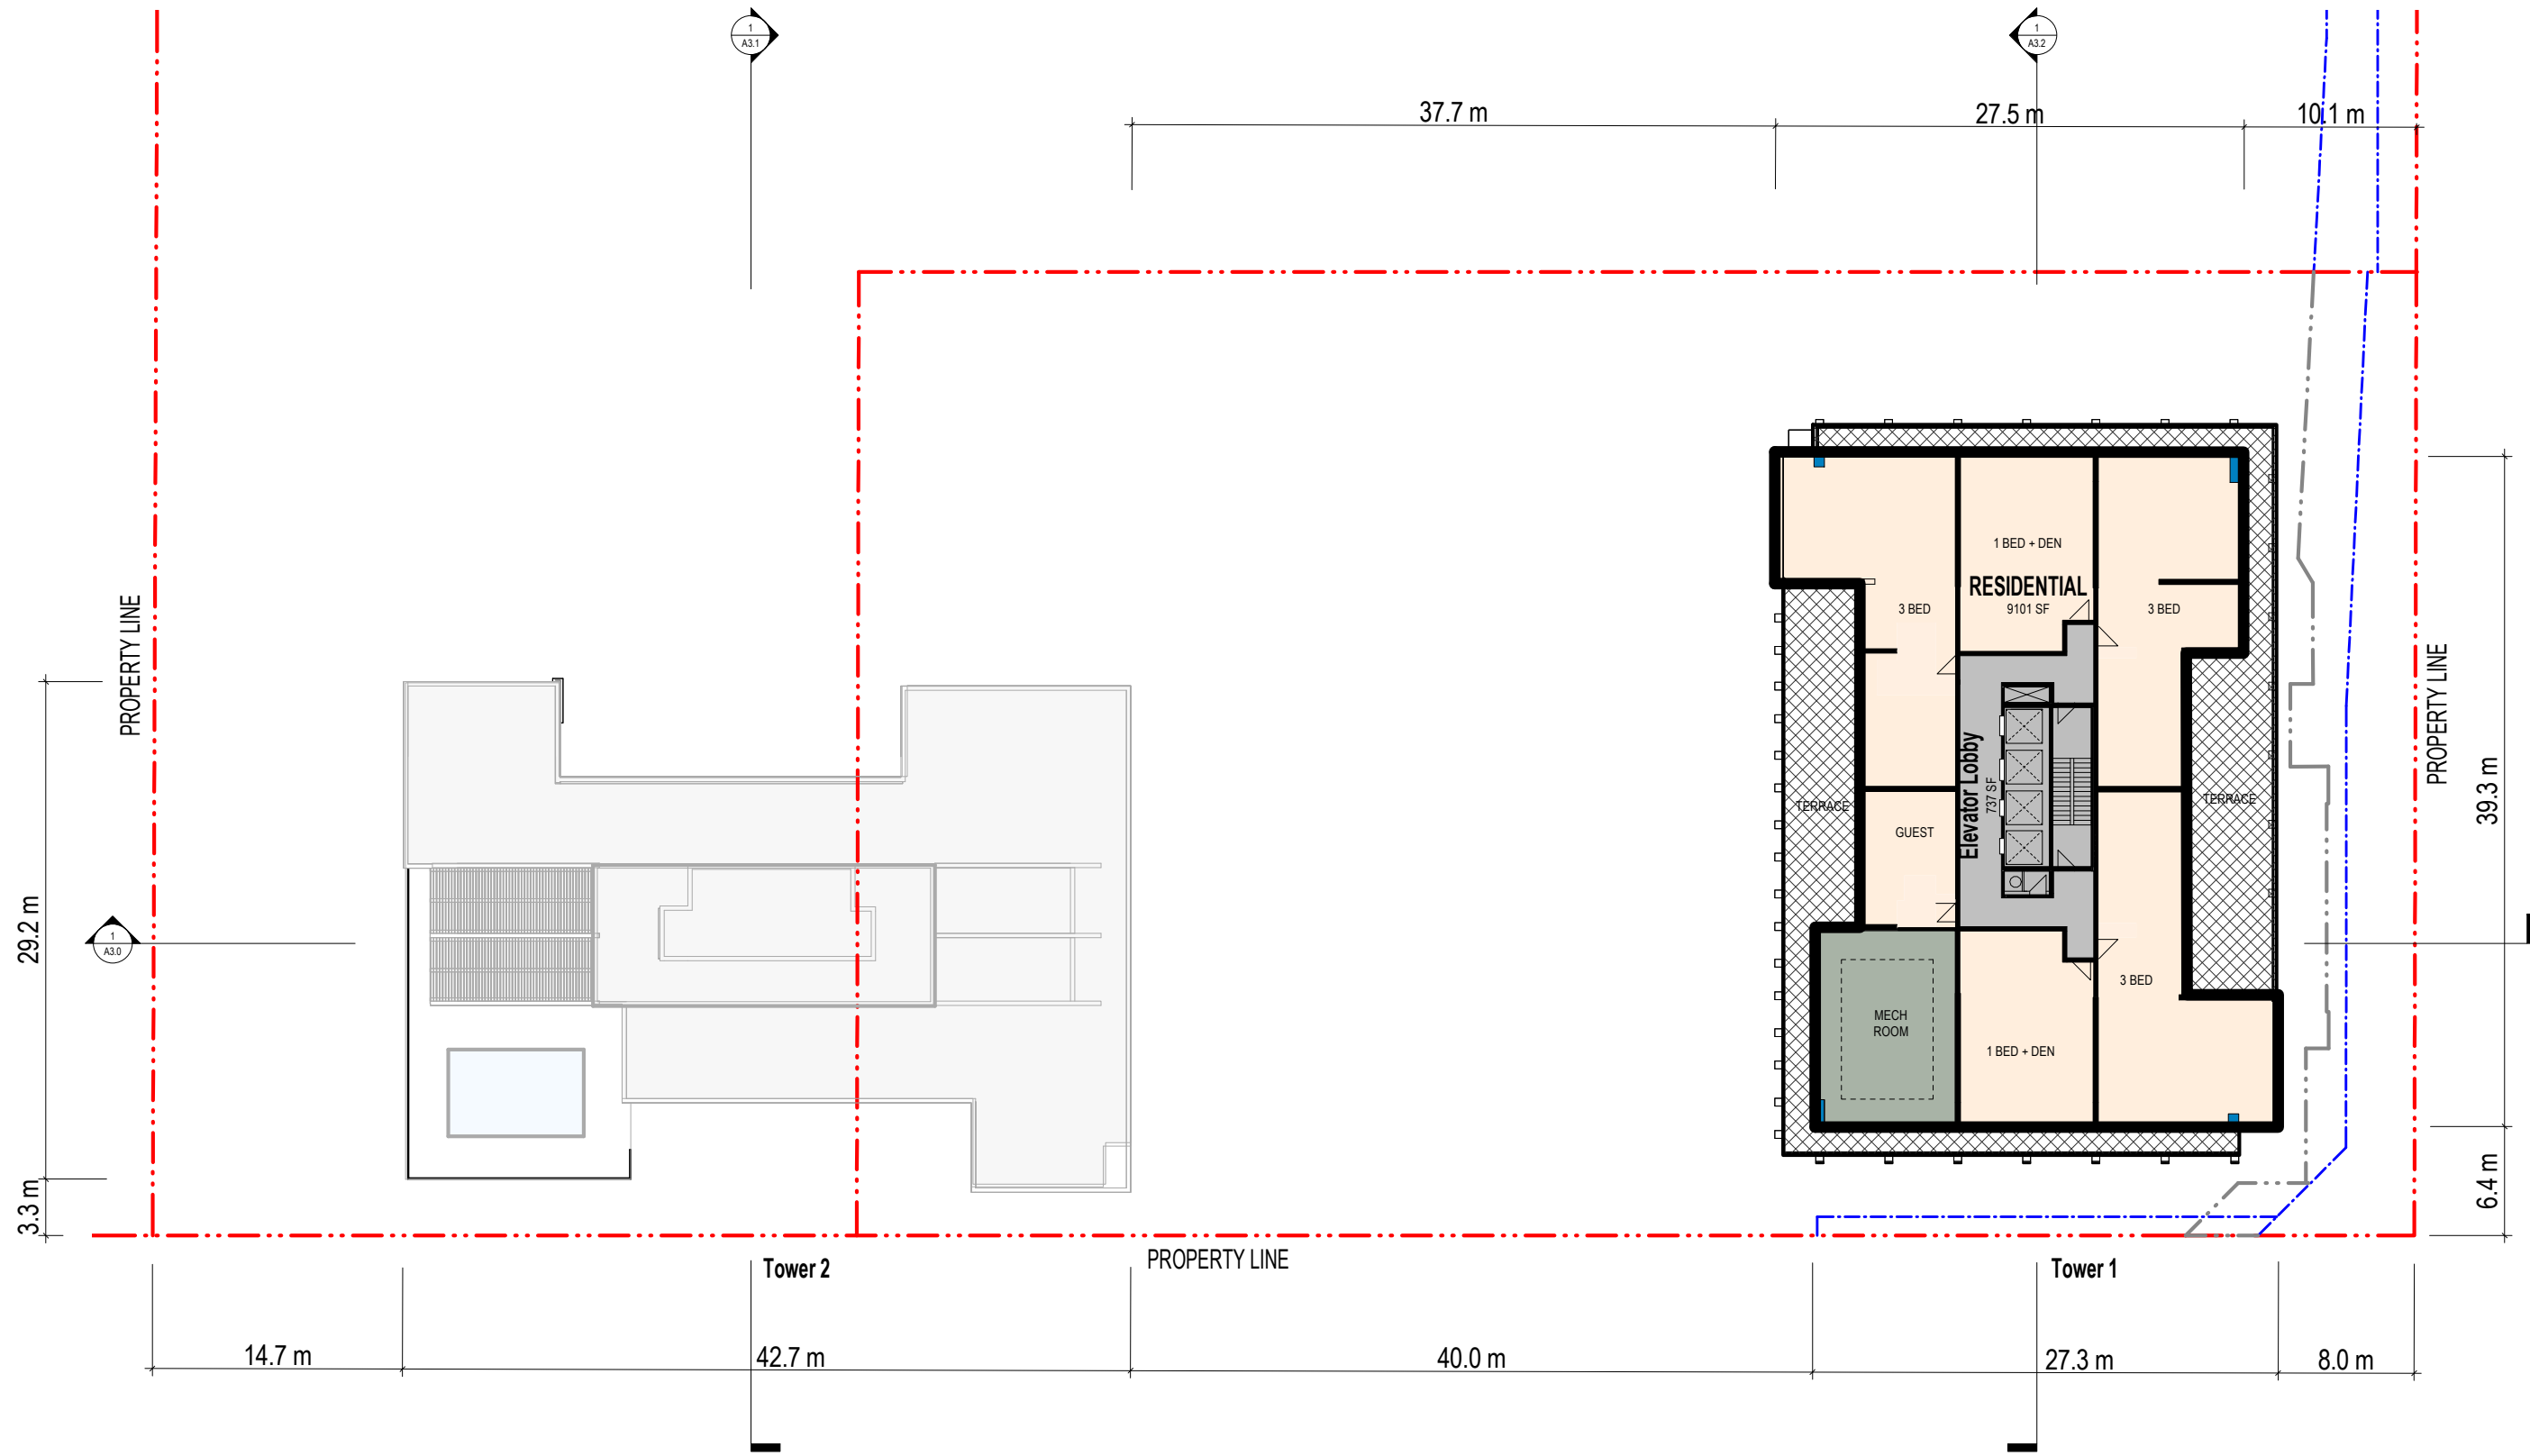 1
A3.1
1
A3.2
37.7 m
27.5 m
10.1 m
PROPERTY LINE
1 BED + DEN
RESIDENTIAL
9101 SF
3 BED
3 BED
PROPERTY LINE
39.3 m
Elevator Lobby
737 SF
TERRACE
TERRACE
GUEST
29.2 m
1
A3.0
3 BED
MECH
ROOM
1 BED + DEN
3.3 m
6.4 m
Tower 2
PROPERTY LINE
Tower 1
14.7 m
42.7 m
40.0 m
27.3 m
8.0 m